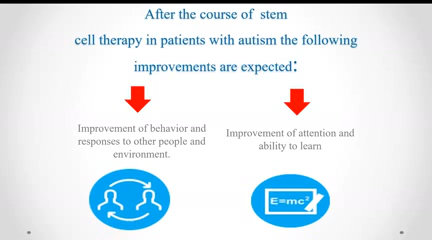 After the course of stem
cell therapy in patients with autism the following
improvements are expected:
Improvement of behavior and
responses to other people and
environment.
Improvement of attention and
ability to learn
E=mc²